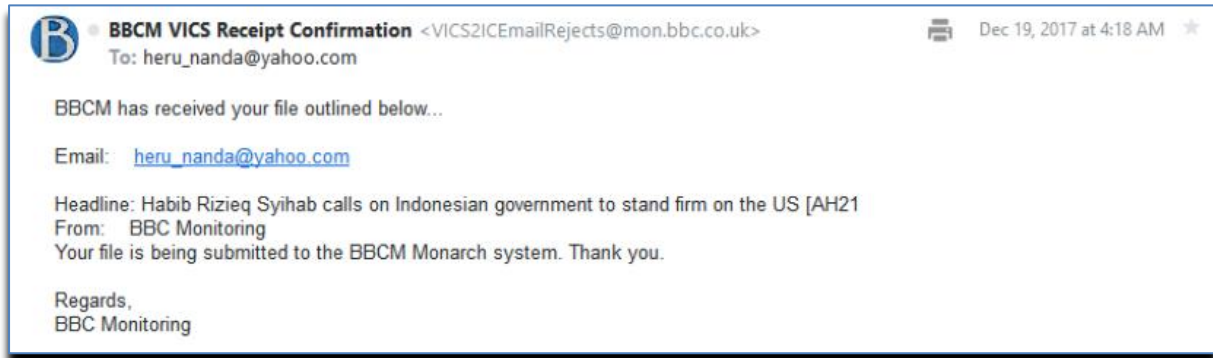 B
BBCM VICS Receipt Confirmation <VICS2ICEmailRejects@mon.bbc.co.uk> Dec 19, 2017 at 4:18 AM
To: heru_nanda@yahoo.com
BBCM has received your file outlined below...
Email: heru_nanda@yahoo.com
Headline: Habib Rizieq Syihab calls on Indonesian government to stand firm on the US [AH21
From: BBC Monitoring
Your file is being submitted to the BBCM Monarch system. Thank you.
Regards,
BBC Monitoring